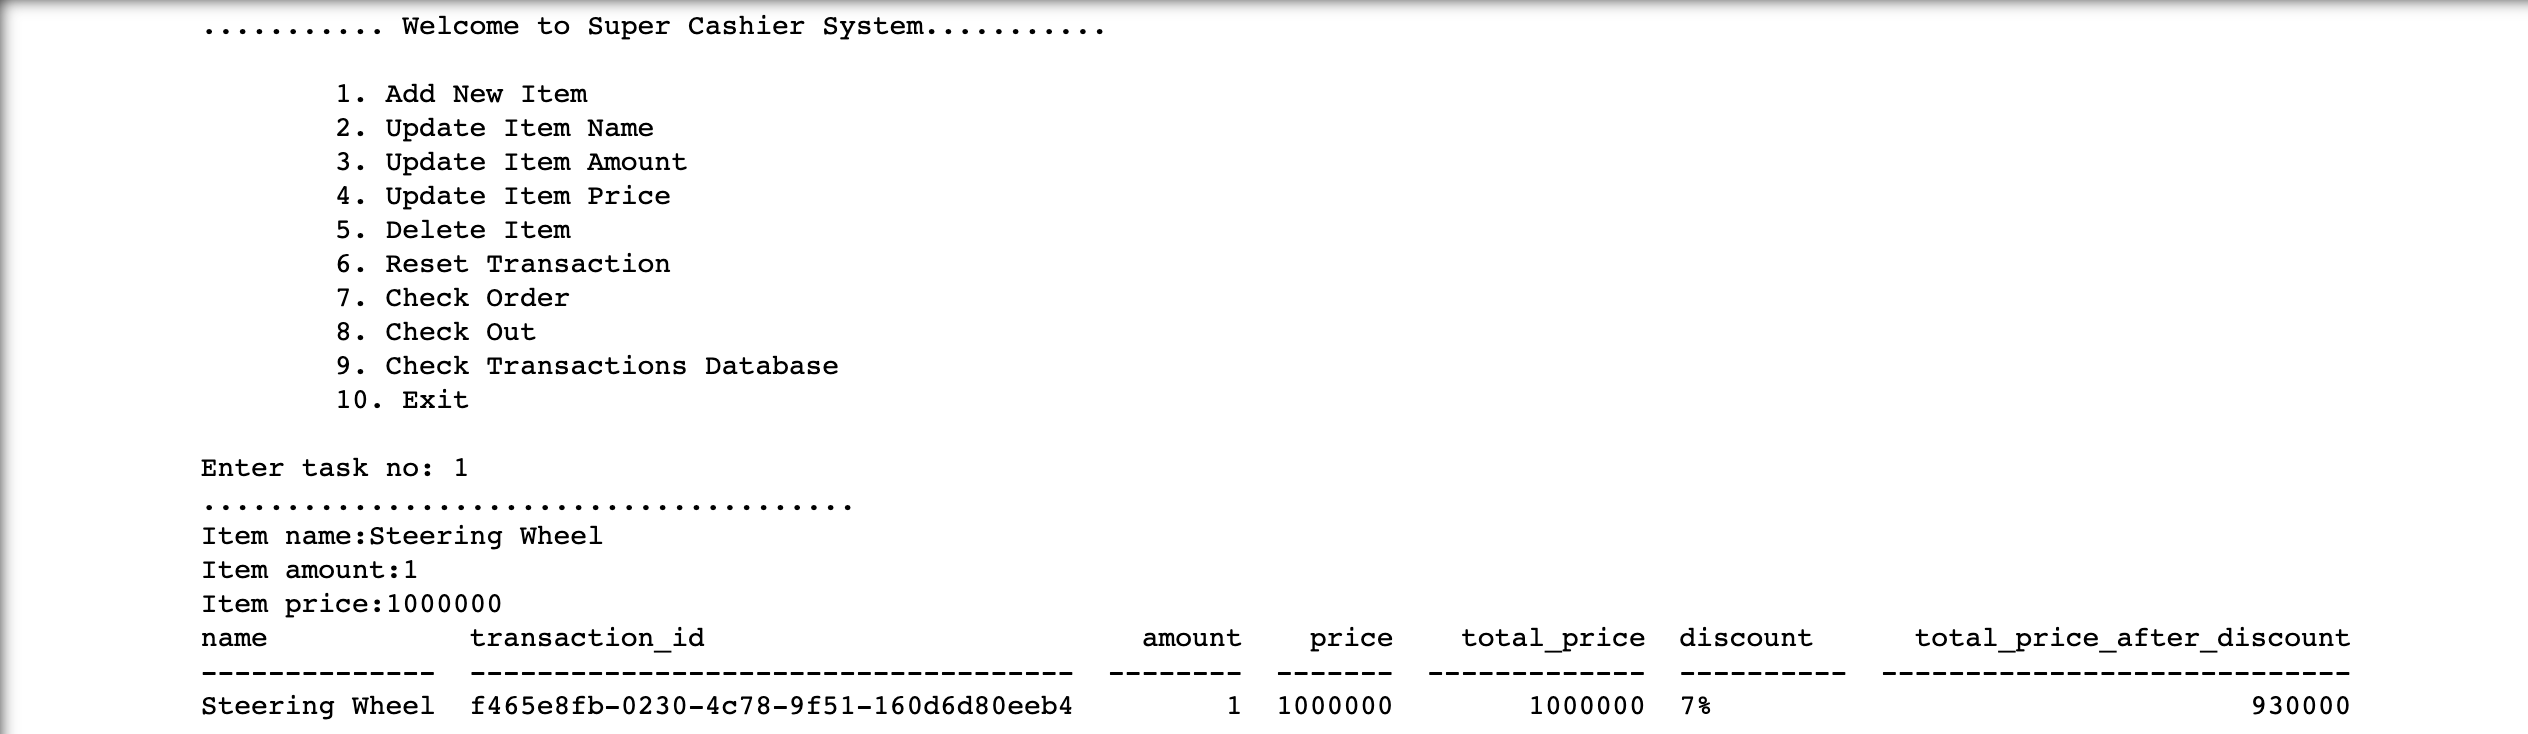 ........... Welcome to Super Cashier System...........
1. Add New Item
2. Update Item Name
3. Update Item Amount
4. Update Item Price
5. Delete Item
6. Reset Transaction
7. Check Order
8. Check Out
9. Check Transactions Database
10. Exit
Enter task no: 1
.......................................
Item name:Steering Wheel
Item amount:1
Item price:1000000
name            transaction_id                          amount    price    total_price  discount      total_price_after_discount
--------------  ------------------------------------  --------  -------  -------------  ----------  ----------------------------
Steering Wheel  f465e8fb-0230-4c78-9f51-160d6d80eeb4         1  1000000        1000000  7%                                930000